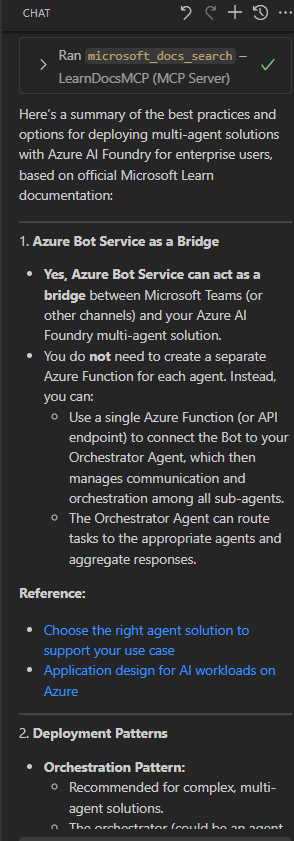 CHAT
Ran microsoft_docs_search –
LearnDocsMCP (MCP Server)
Here's a summary of the best practices and
options for deploying multi-agent solutions
with Azure AI Foundry for enterprise users,
based on official Microsoft Learn
documentation:
1. Azure Bot Service as a Bridge
• Yes, Azure Bot Service can act as a
bridge between Microsoft Teams (or
other channels) and your Azure AI
Foundry multi-agent solution.
• You do not need to create a separate
Azure Function for each agent. Instead,
you can:
◦ Use a single Azure Function (or API
endpoint) to connect the Bot to your
Orchestrator Agent, which then
manages communication and
orchestration among all sub-agents.
◦ The Orchestrator Agent can route
tasks to the appropriate agents and
aggregate responses.
Reference:
• Choose the right agent solution to
support your use case
• Application design for AI workloads on
Azure
2. Deployment Patterns
• Orchestration Pattern:
◦ Recommended for complex, multi-
agent solutions.
◦ The orchestrator (could be an agent